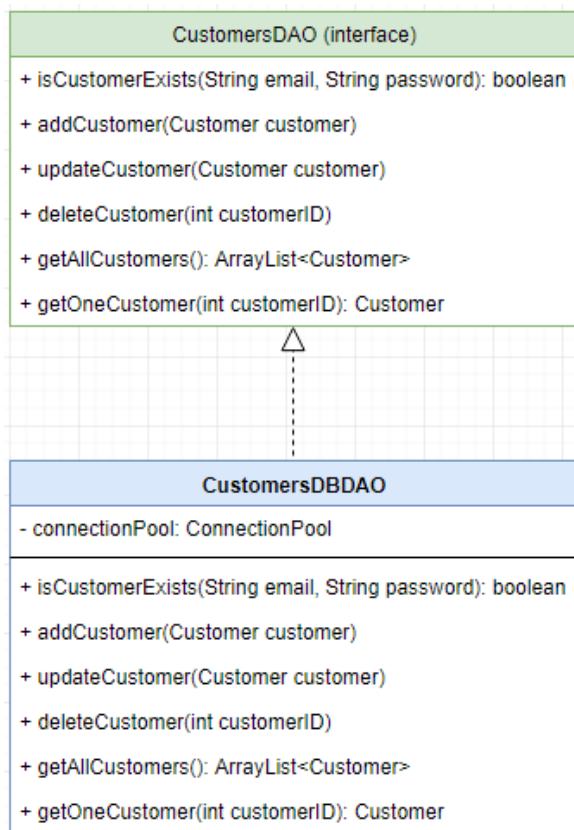 CustomersDAO (interface)
+ isCustomerExists(String email, String password): boolean
+ addCustomer(Customer customer)
+ updateCustomer(Customer customer)
+ deleteCustomer(int customerID)
+ getAllCustomers(): ArrayList<Customer>
+ getOneCustomer(int customerID): Customer
CustomersDBDAO
- connectionPool: ConnectionPool
+ isCustomerExists(String email, String password): boolean
+ addCustomer(Customer customer)
+ updateCustomer(Customer customer)
+ deleteCustomer(int customerID)
+ getAllCustomers(): ArrayList<Customer>
+ getOneCustomer(int customerID): Customer